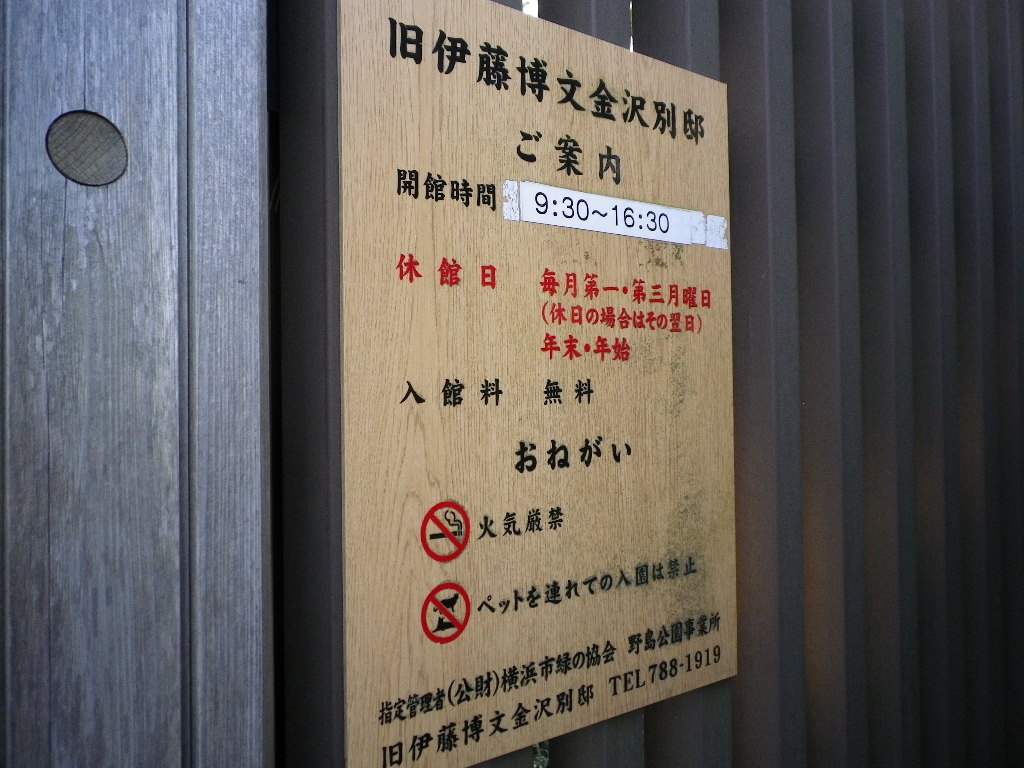 旧伊藤博文金沢別邸
ご案内
開館時間 9:30～16:30
休館日 毎月第一・第三月曜日
(休日の場合はその翌日)
年末・年始
入館料 無料
おねがい
火気厳禁
ペットを連れての入園は禁止
指定管理者(公財)横浜市緑の協会 野島公園事業所
旧伊藤博文金沢別邸 TEL788-1919